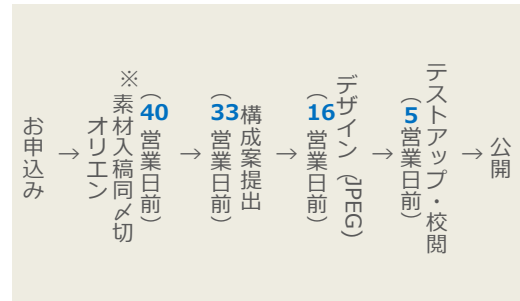 お申込み
→
オリエン
※素材入稿同〆切
(40営業日前)
→
構成案提出
(33営業日前)
→
デザイン(JPEG)
(16営業日前)
→
テストアップ・校閲
(5営業日前)
→
公開